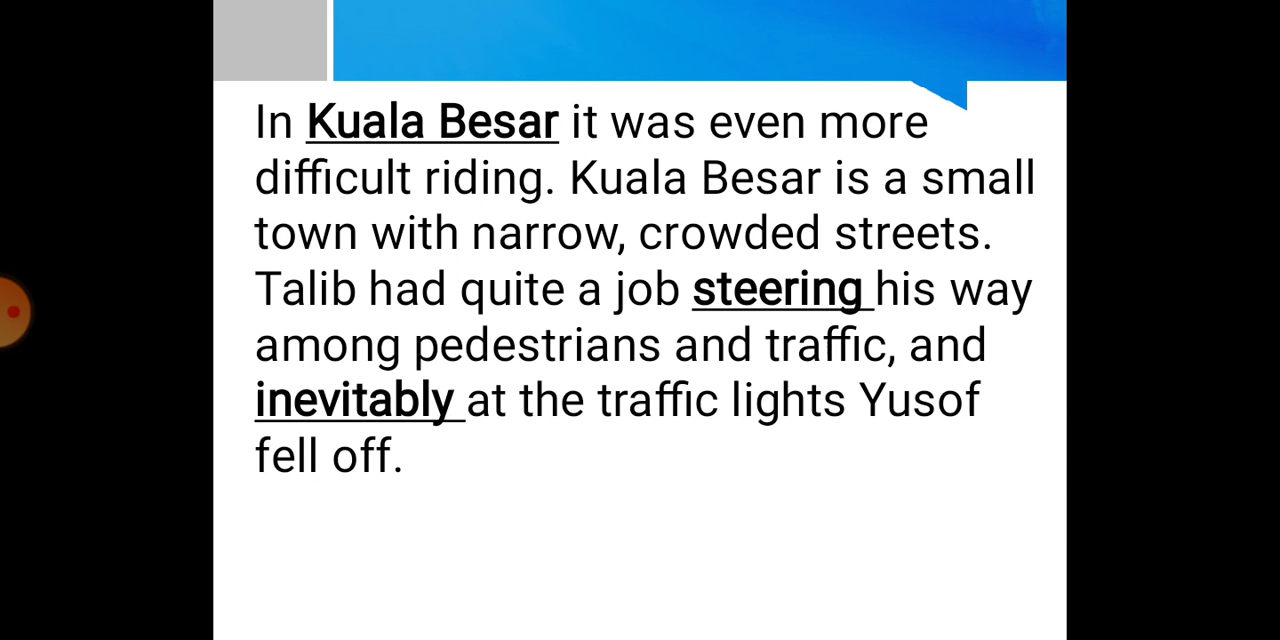 In Kuala Besar it was even more
difficult riding. Kuala Besar is a small
town with narrow, crowded streets.
Talib had quite a job steering his way
among pedestrians and traffic, and
inevitably at the traffic lights Yusof
fell off.